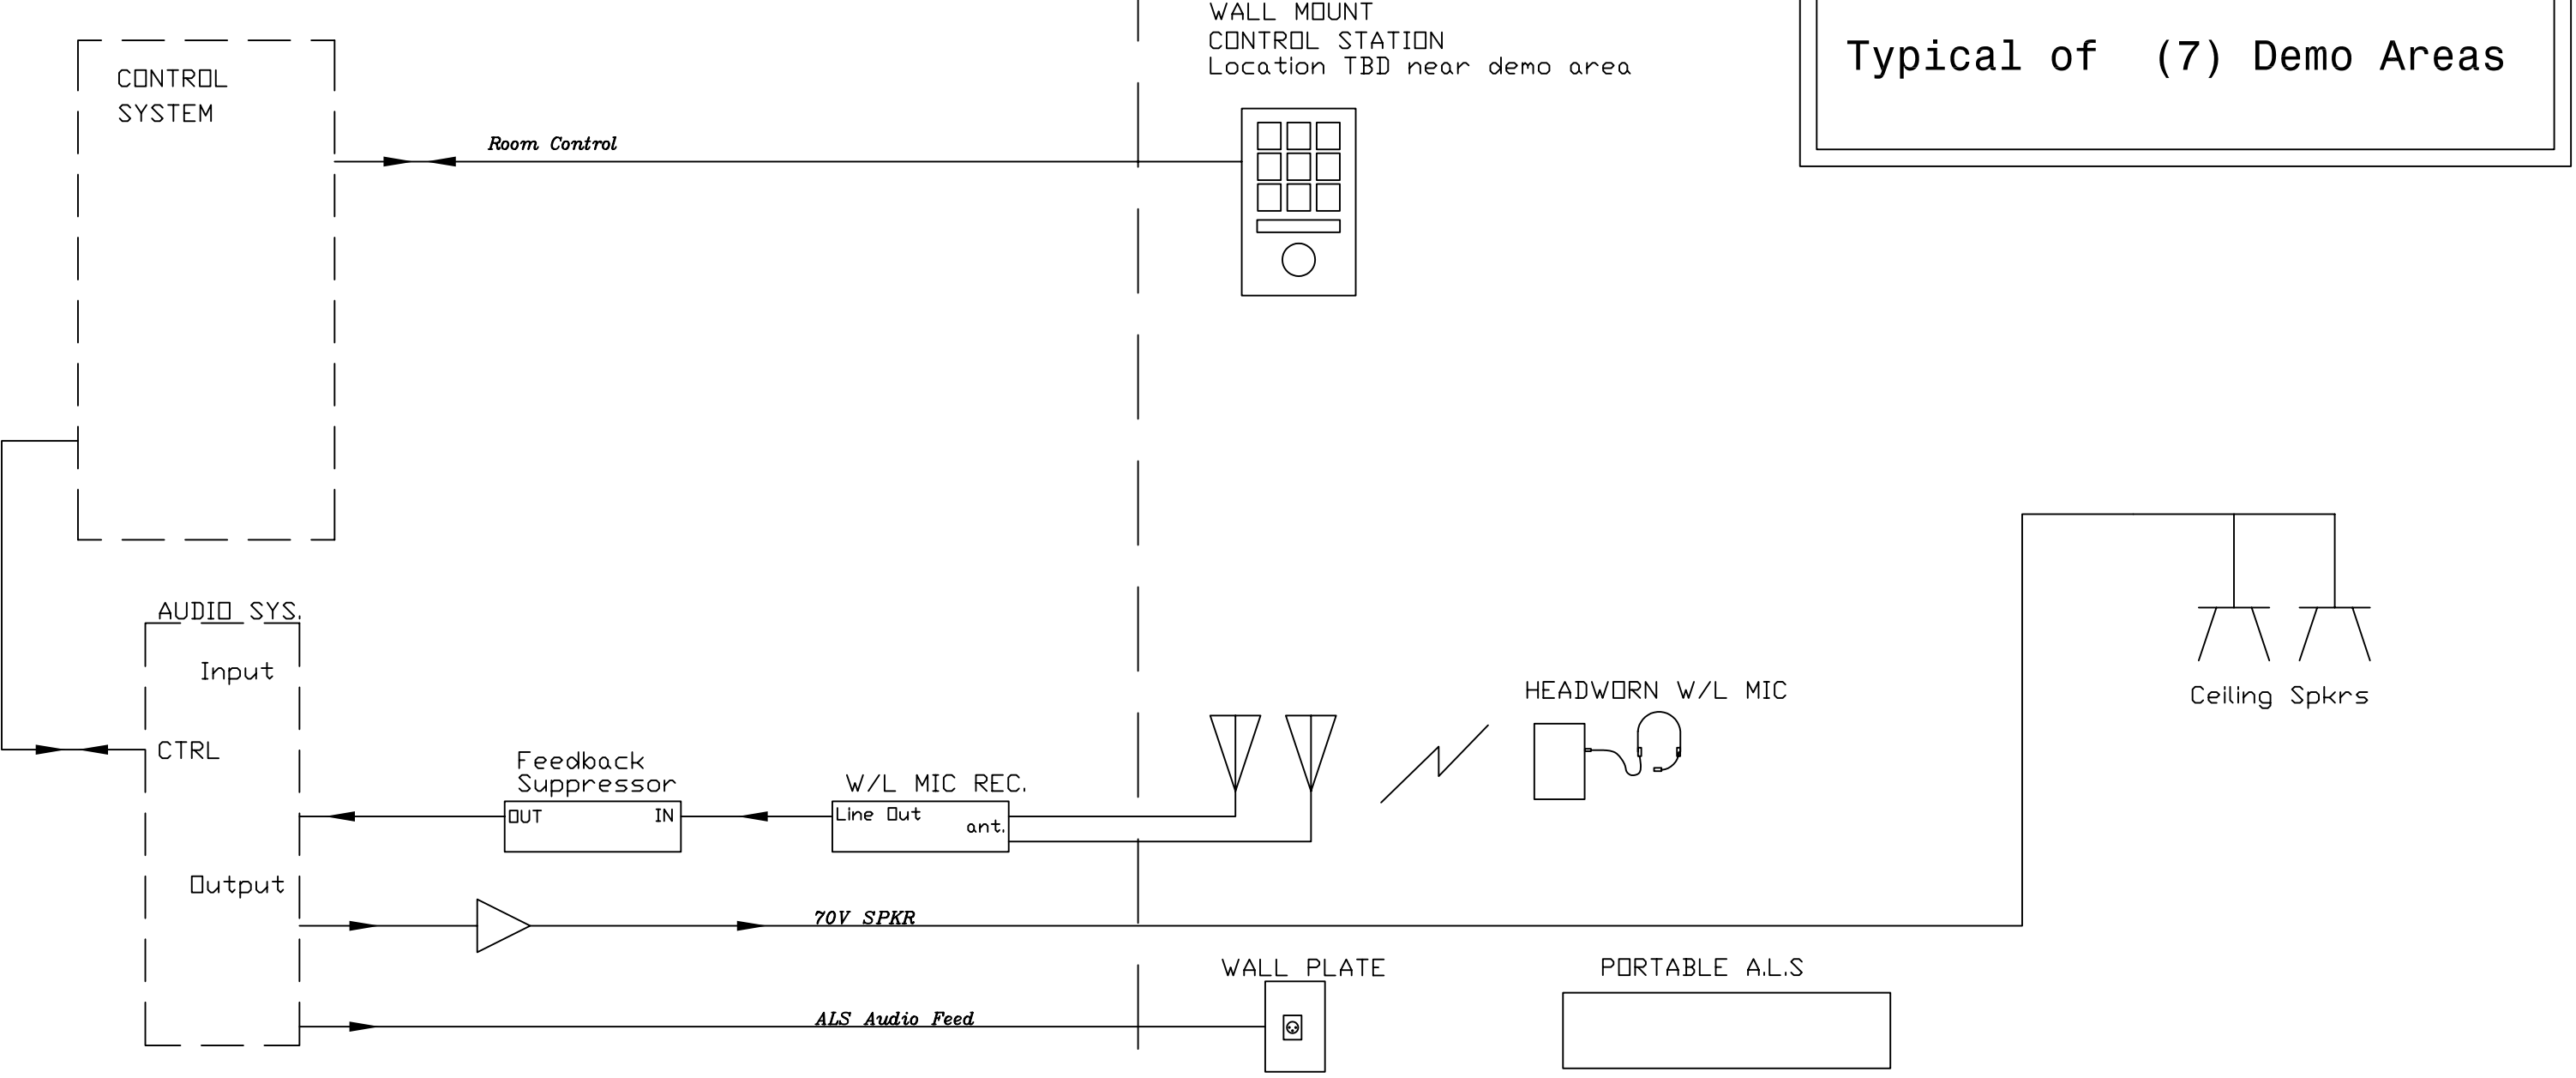 WALL MOUNT
CONTROL STATION
Location TBD near demo area
Typical of (7) Demo Areas
CONTROL
SYSTEM
Room Control
AUDIO SYS.
Input
CTRL
Feedback
Suppressor
OUT IN
W/L MIC REC.
Line Out
ant.
HEADWORN W/L MIC
Ceiling Spkrs
Output
70V SPKR
WALL PLATE
PORTABLE A.L.S
ALS Audio Feed